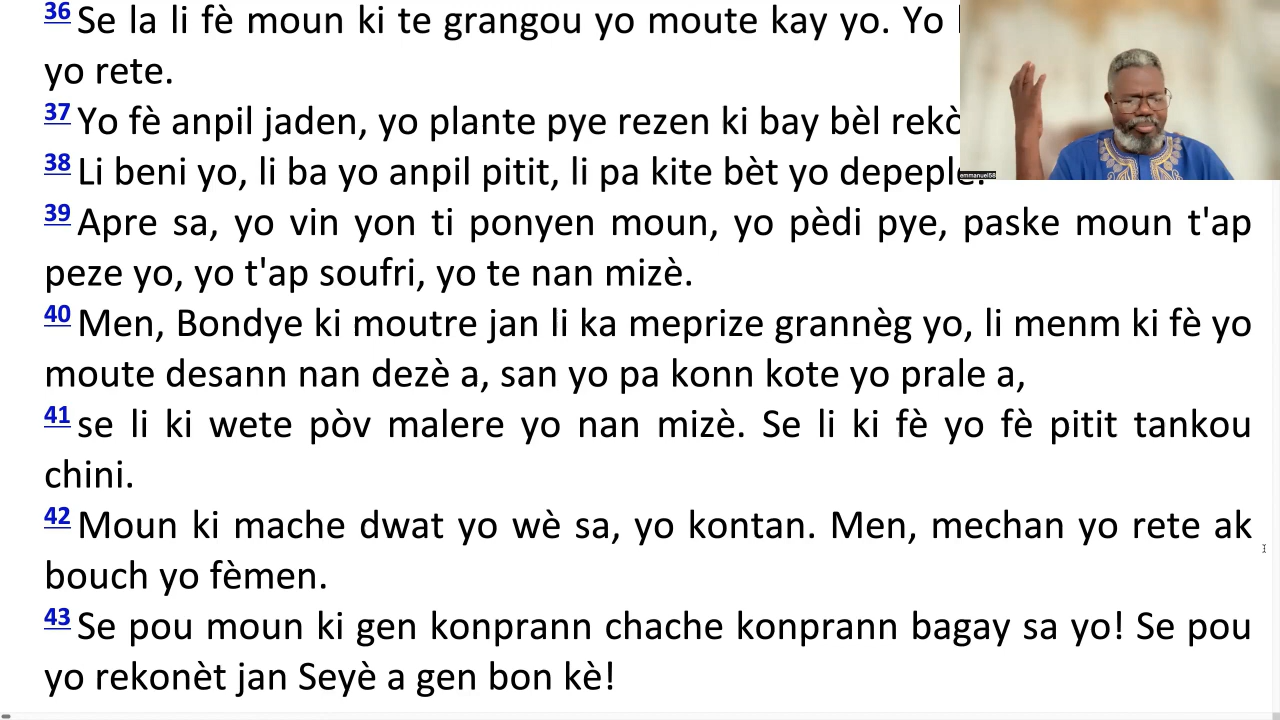 36 Se la li fè moun ki te grangou yo moute kay yo. Yo
yo rete.
37 Yo fè anpil jaden, yo plante pye rezen ki bay bèl rekò
38 Li beni yo, li ba yo anpil pitit, li pa kite bèt yo depeple.
39 Apre sa, yo vin yon ti ponyen moun, yo pèdi pye, paske moun t'ap
peze yo, yo t'ap soufri, yo te nan mizè.
40 Men, Bondye ki moutre jan li ka meprize grannèg yo, li menm ki fè yo
moute desann nan dezè a, san yo pa konn kote yo prale a,
41 se li ki wete pòv malere yo nan mizè. Se li ki fè yo fè pitit tankou
chini.
42 Moun ki mache dwat yo wè sa, yo kontan. Men, mechan yo rete ak
bouch yo fèmen.
43 Se pou moun ki gen konprann chache konprann bagay sa yo! Se pou
yo rekonèt jan Seyè a gen bon kè!
emmanuel58